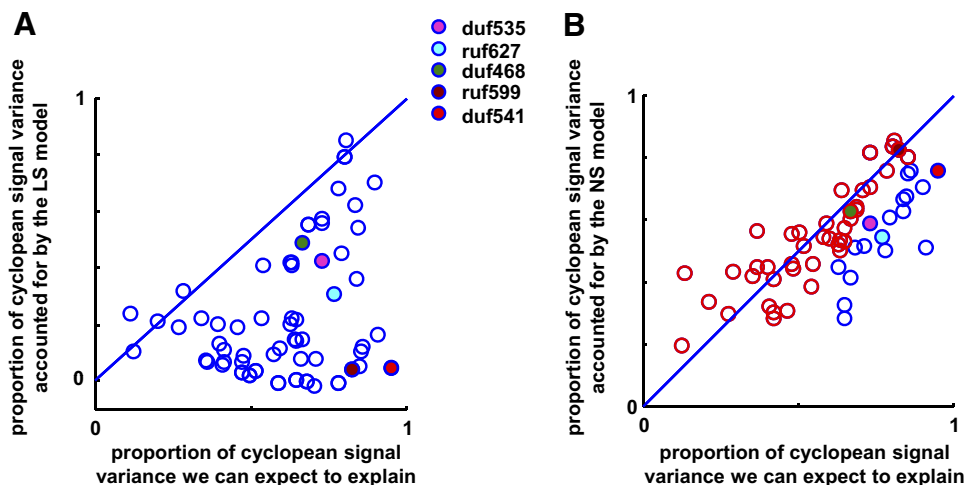 A
duf535
ruf627
duf468
ruf599
duf541
proportion of cyclopean signal variance
accounted for by the LS model
1
0
0
1
proportion of cyclopean signal
variance we can expect to explain
B
proportion of cyclopean signal variance
accounted for by the NS model
1
0
0
1
proportion of cyclopean signal
variance we can expect to explain